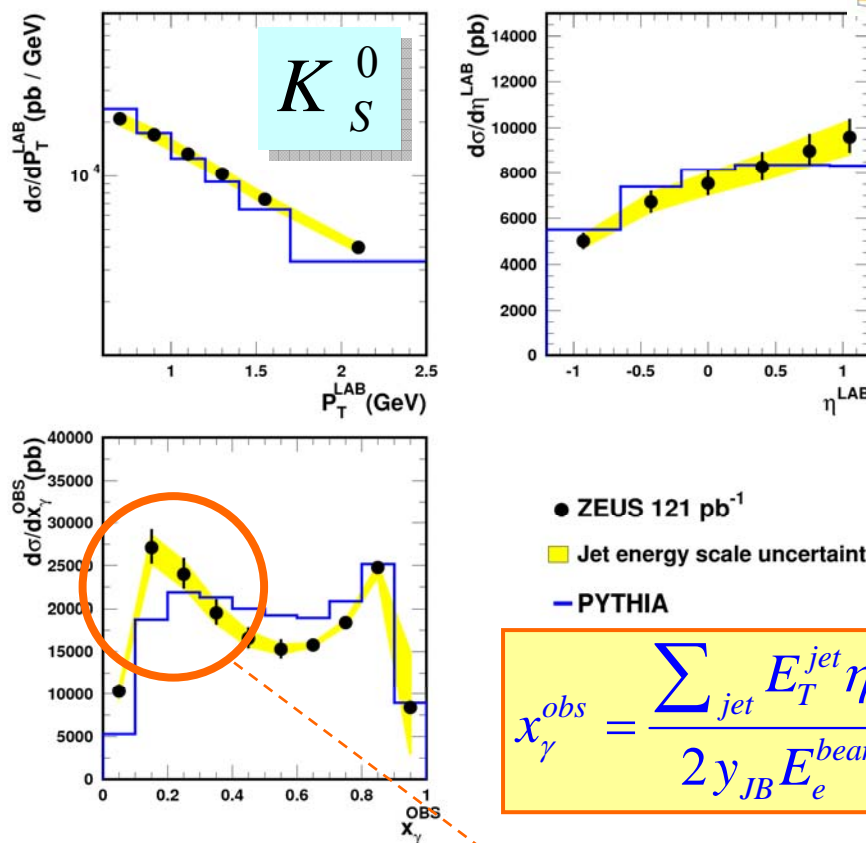 K 0 S
dσ/dP_T^LAB (pb / GeV)
10^4
1 1.5 2 2.5
P_T^LAB (GeV)
dσ/dη^LAB (pb)
14000
12000
10000
8000
6000
4000
2000
0
-1 -0.5 0 0.5 1
η^LAB
dσ/dx_γ^OBS (pb)
40000
35000
30000
25000
20000
15000
10000
5000
0
0 0.2 0.4 0.6 0.8 1
x_γ^OBS
ZEUS 121 pb^-1
Jet energy scale
PYTHIA
x_γ^obs = ∑_jet E_T^jet η
2 y_JB E_e